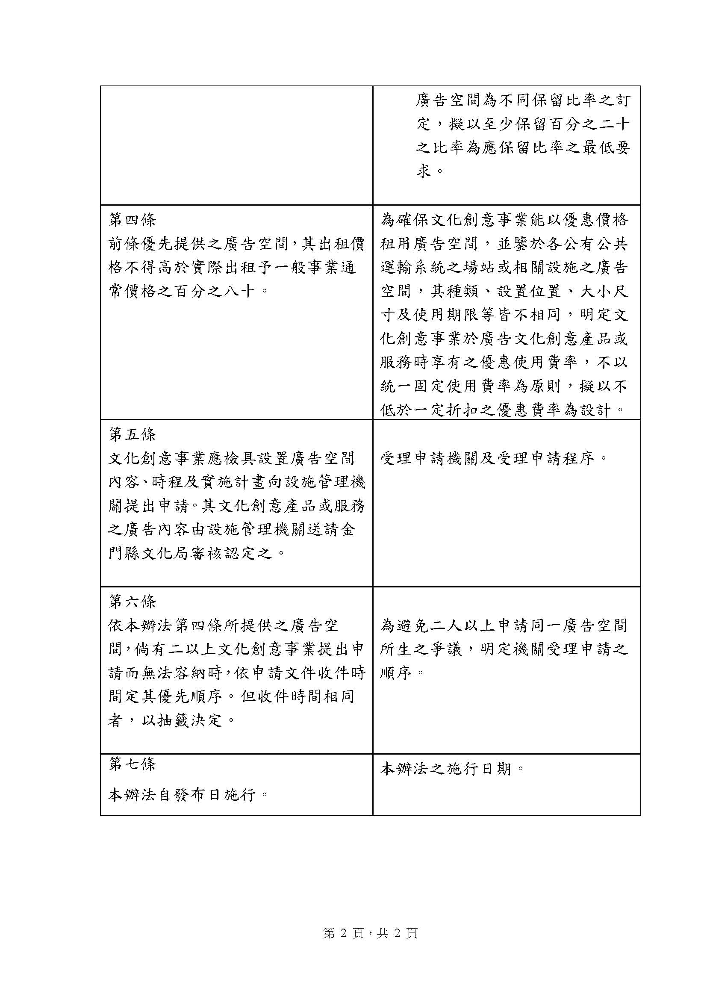 廣告空間為不同保留比率之訂
定，擬以至少保留百分之二十
之比率為應保留比率之最低要
求。
第四條
前條優先提供之廣告空間，其出租價
格不得高於實際出租予一般事業通
常價格之百分之八十。
為確保文化創意事業能以優惠價格
租用廣告空間，並鑒於各公有公共
運輸系統之場站或相關設施之廣告
空間，其種類、設置位置、大小尺
寸及使用期限等皆不相同，明定文
化創意事業於廣告文化創意產品或
服務時享有之優惠使用費率，不以
統一固定使用費率為原則，擬以不
低於一定折扣之優惠費率為設計。
第五條
文化創意事業應檢具設置廣告空間
內容、時程及實施計畫向設施管理機
關提出申請。其文化創意產品或服務
之廣告內容由設施管理機關送請金
門縣文化局審核認定之。
受理申請機關及受理申請程序。
第六條
依本辦法第四條所提供之廣告空
間，倘有二以上文化創意事業提出申
請而無法容納時，依申請文件收件時
間定其優先順序。但收件時間相同
者，以抽籤決定。
為避免二人以上申請同一廣告空間
所生之爭議，明定機關受理申請之
順序。
第七條
本辦法自發布日施行。
本辦法之施行日期。
第 2 頁，共 2 頁